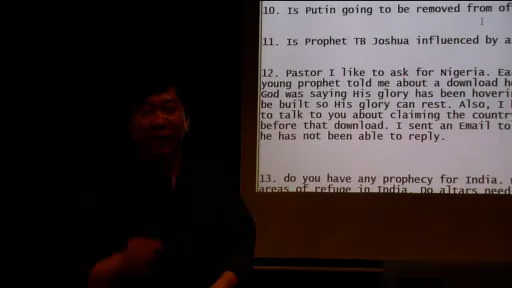 10. Is Putin going to be removed from of
11. Is Prophet TB Joshua influenced by a
12. Pastor I like to ask for Nigeria. Ea
young prophet told me about a download h
God was saying His glory has been hoveri
be built so His glory can rest. Also, I
to talk to you about claiming the countr
before that download. I sent an Email to
he has not been able to reply.
13. do you have any prophecy for India.
areas of refuge in India. Do altars need